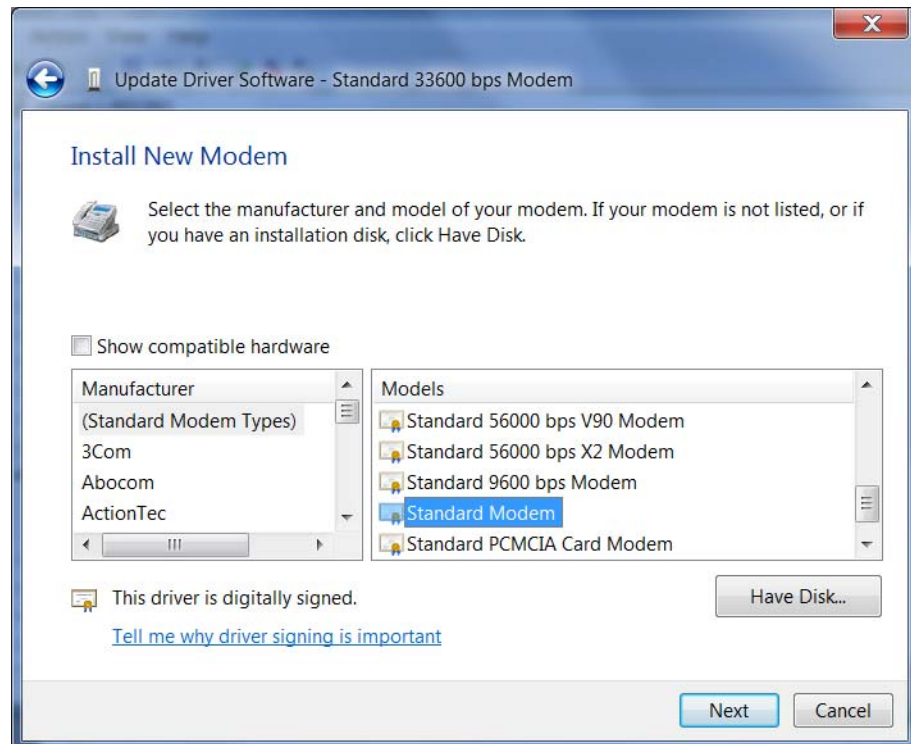 X
Update Driver Software - Standard 33600 bps Modem
Install New Modem
Select the manufacturer and model of your modem. If your modem is not listed, or if
you have an installation disk, click Have Disk.
Show compatible hardware
Manufacturer
(Standard Modem Types)
3Com
Abocom
ActionTec
Models
Standard 56000 bps V90 Modem
Standard 56000 bps X2 Modem
Standard 9600 bps Modem
Standard Modem
Standard PCMCIA Card Modem
This driver is digitally signed.
Have Disk...
Tell me why driver signing is important
Next
Cancel